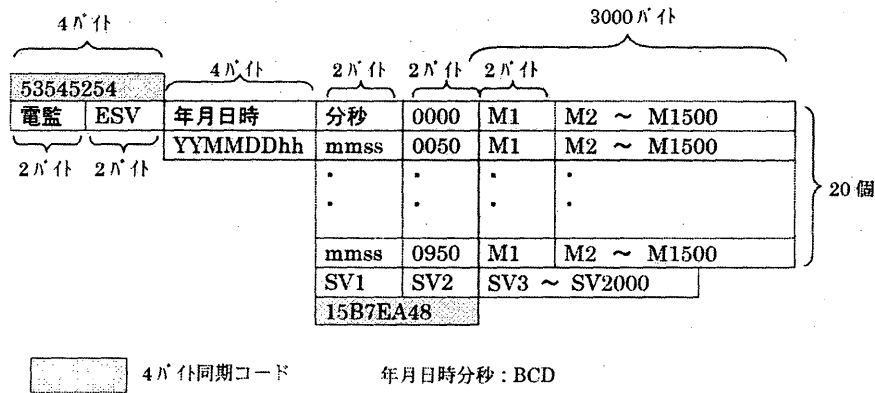 4バイト
3000バイト
4バイト 2バイト 2バイト 2バイト
53545254
電監 ESV 年月日時 分秒 0000 M1 M2 ~ M1500
YYMMDDhh mmss 0050 M1 M2 ~ M1500
2バイト 2バイト
20 個
mmss 0950 M1 M2 ~ M1500
SV1 SV2 SV3 ~ SV2000
15B7EA48
4バイト同期コード 年月日時分秒:BCD